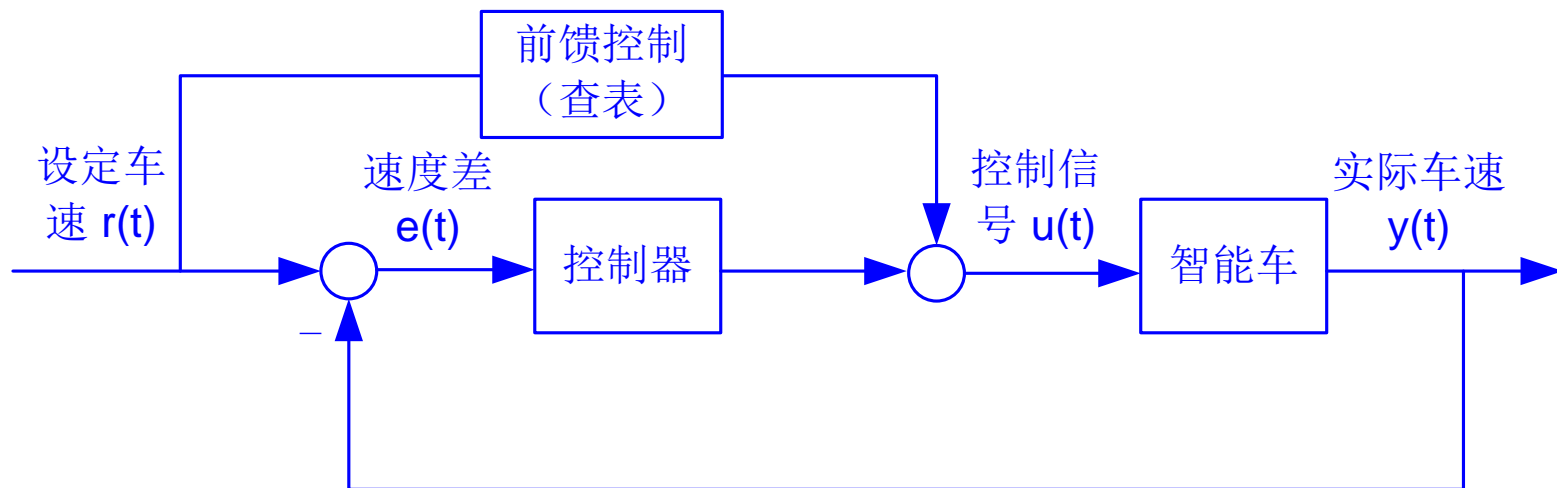 前馈控制
（查表）
设定车
速 r(t)
速度差
e(t)
控制信
号 u(t)
实际车速
y(t)
控制器
智能车
−